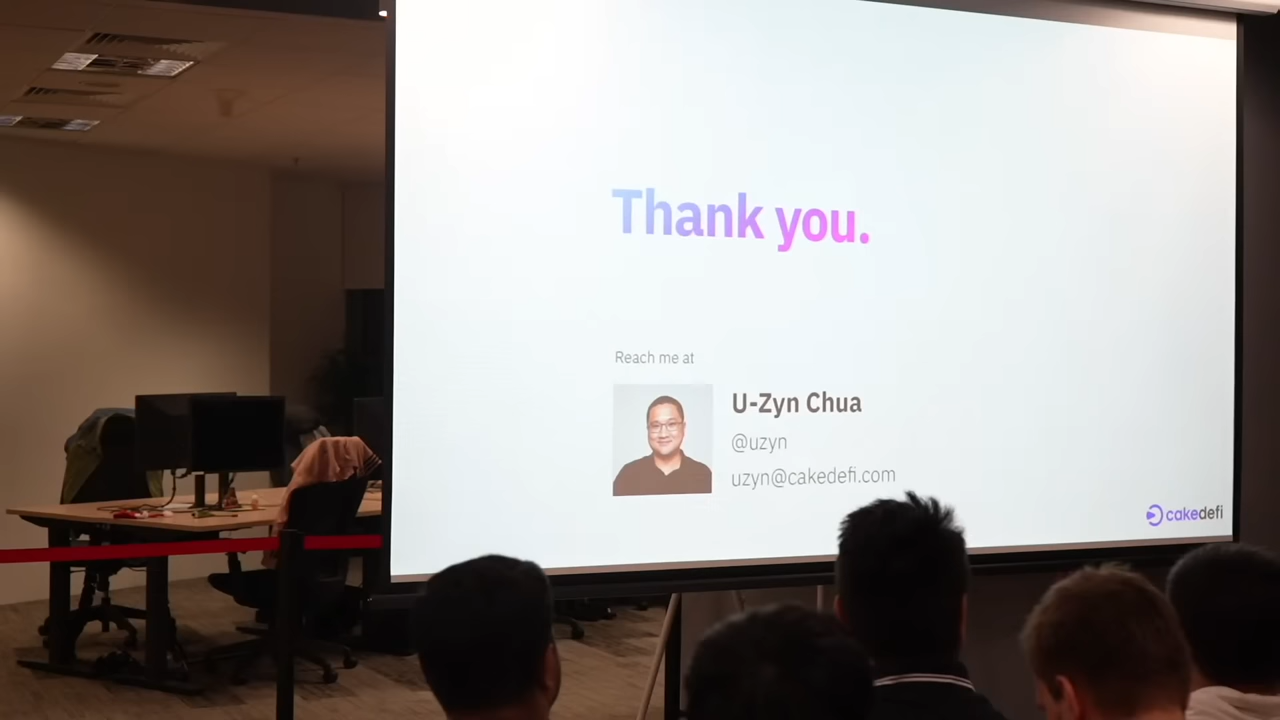 Thank you.
Reach me at
U-Zyn Chua
@uzyn
uzyn@cakedefi.com
cakedefi